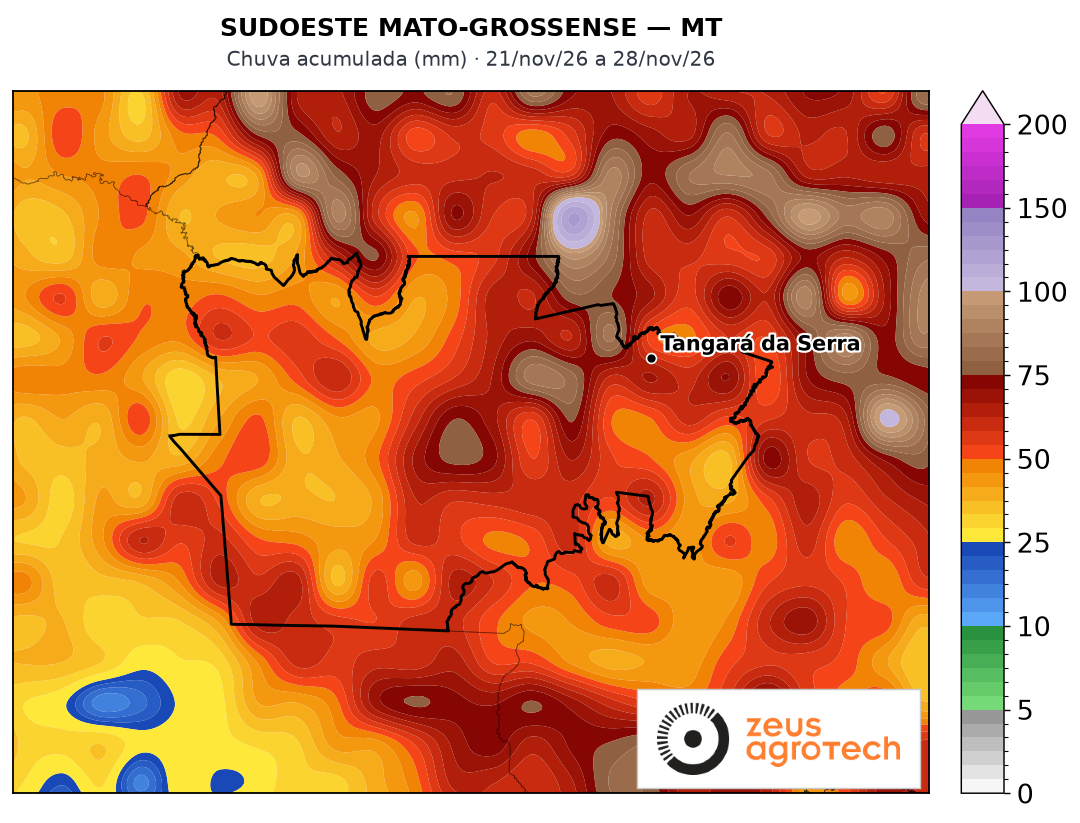 SUDOESTE MATO-GROSSENSE — MT
Chuva acumulada (mm) · 21/nov/26 a 28/nov/26
Tangará da Serra
200
150
100
75
50
25
10
5
0
zeus
agrotech